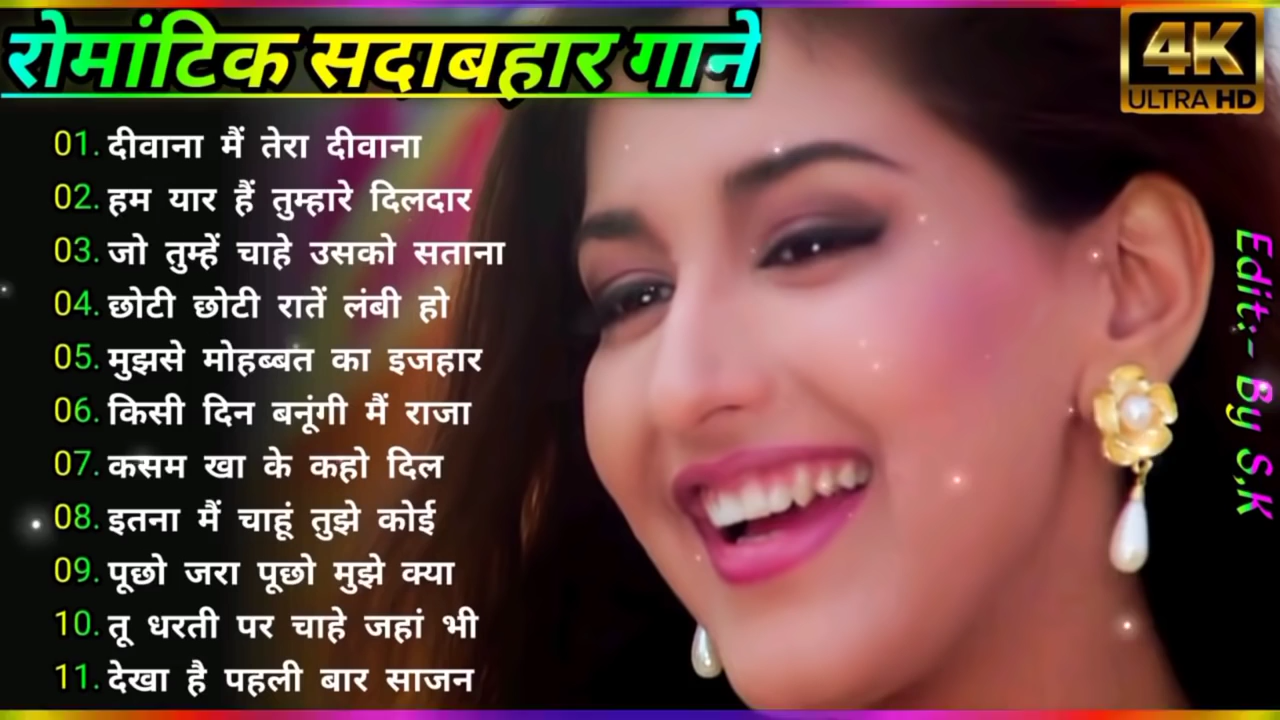 रोमांटिक सदाबहार गाने
4K
ULTRA HD
01. दीवाना मैं तेरा दीवाना
02. हम यार हैं तुम्हारे दिलदार
03. जो तुम्हें चाहे उसको सताना
04. छोटी छोटी रातें लंबी हो
05. मुझसे मोहब्बत का इजहार
06. किसी दिन बनूंगी मैं राजा
07. कसम खा के कहो दिल
08. इतना मैं चाहूं तुझे कोई
09. पूछो जरा पूछो मुझे क्या
10. तू धरती पर चाहे जहां भी
11. देखा है पहली बार साजन
Edit:- By S,K